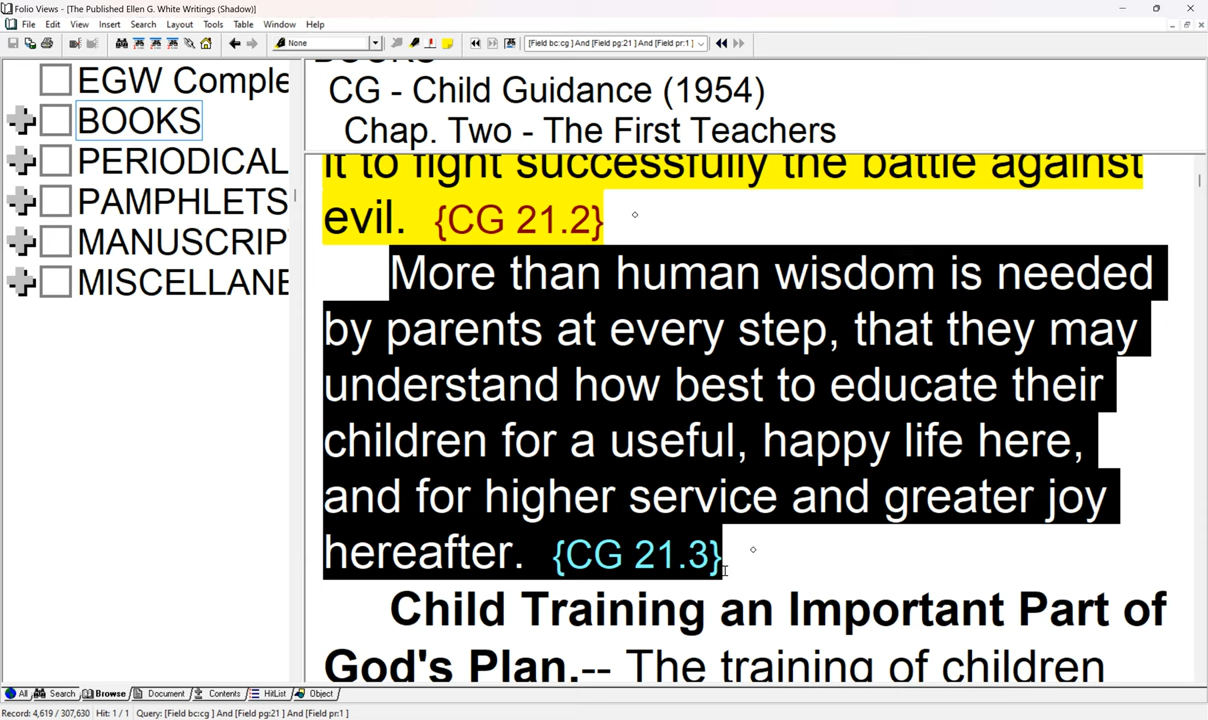 Folio Views - [The Published Ellen G. White Writings (Shadow)]
File Edit View Insert Search Layout Tools Table Window Help
None
[Field bc:cg ] And [Field pg:21 ] And [Field pr:1 ]
EGW Comple
BOOKS
PERIODICAL
PAMPHLETS
MANUSCRIP
MISCELLANE
BOOKS
CG - Child Guidance (1954)
Chap. Two - The First Teachers
it to fight successfully the battle against
evil. {CG 21.2}
More than human wisdom is needed
by parents at every step, that they may
understand how best to educate their
children for a useful, happy life here,
and for higher service and greater joy
hereafter. {CG 21.3}
Child Training an Important Part of
God's Plan.-- The training of children
All Search Browse Document Contents HitList Object
Record: 4,619 / 307,630 Hit: 1 / 1 Query: [Field bc:cg ] And [Field pg:21 ] And [Field pr:1 ]